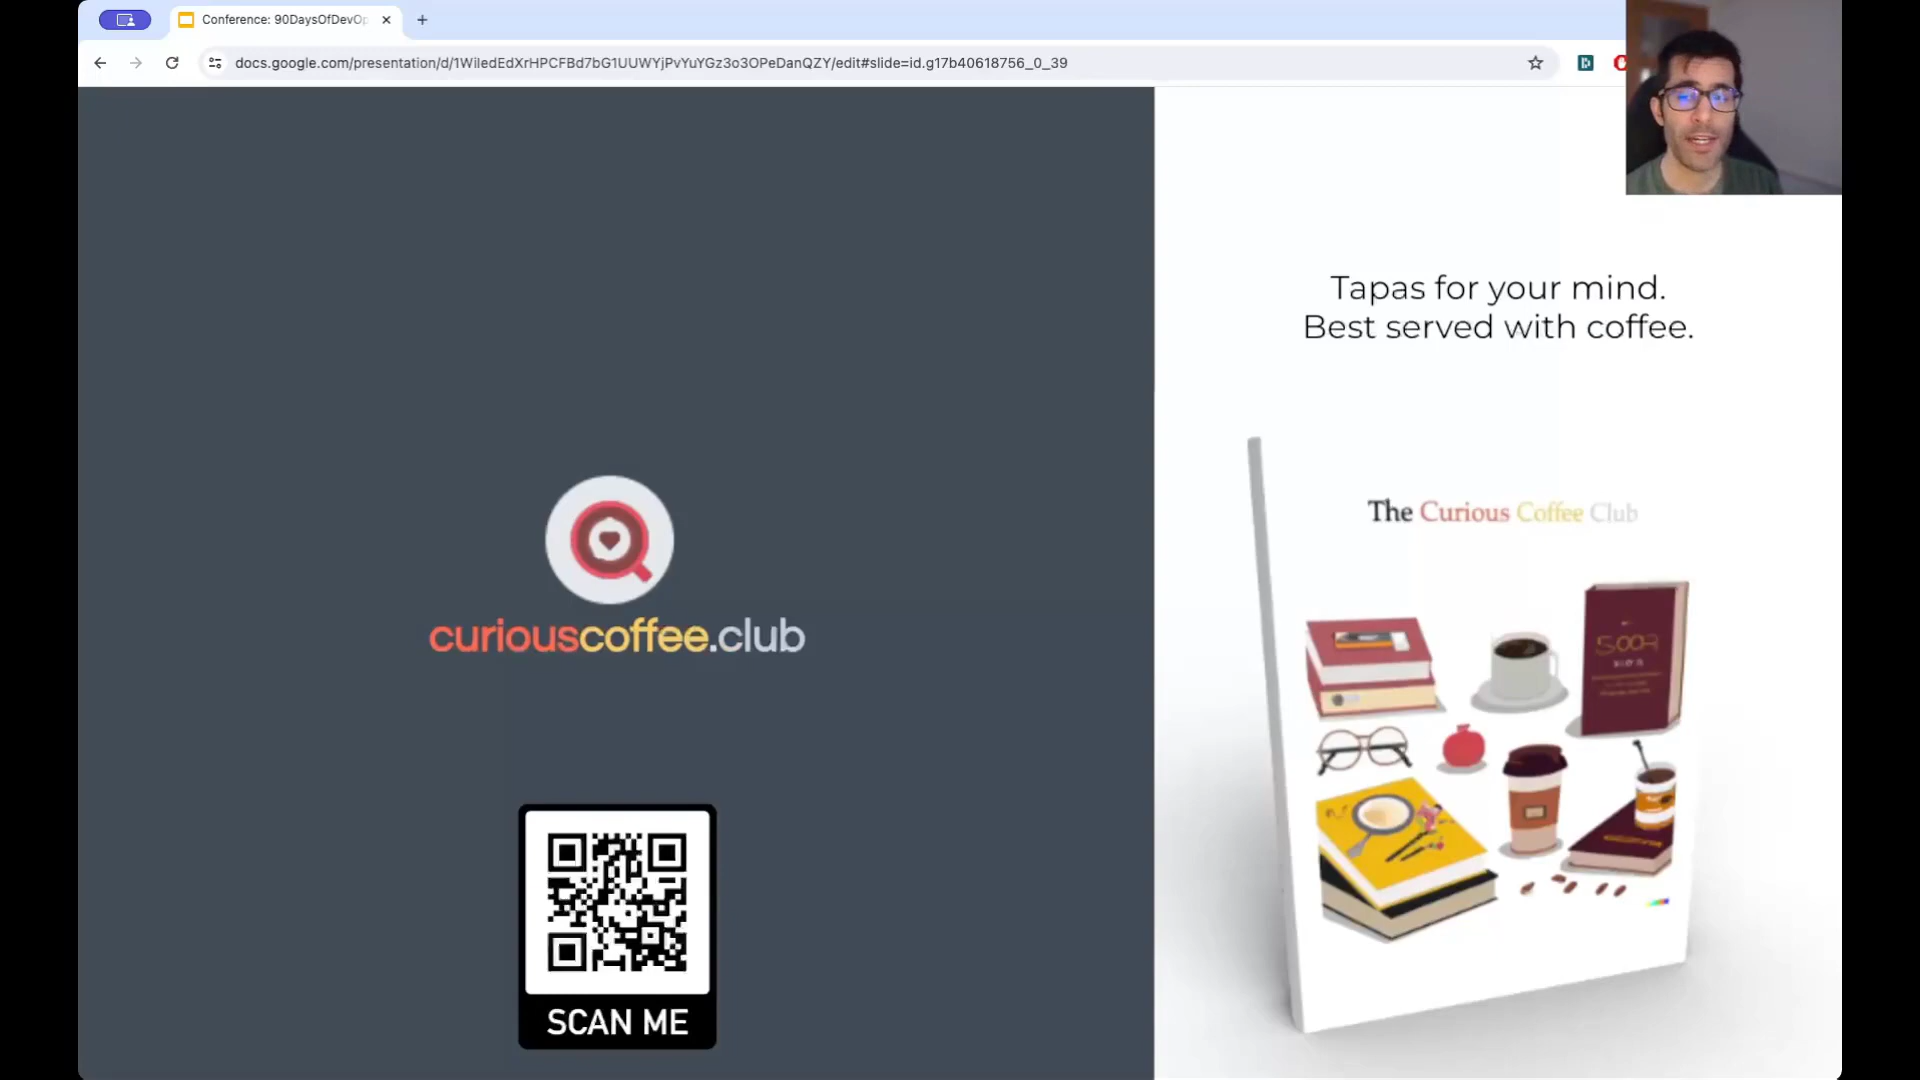 Conference: 90DaysOfDevOp
docs.google.com/presentation/d/1WiledEdXrHPCFBd7bG1UUWYjPvYuYGz3o3OPeDanQZY/edit#slide=id.g17b40618756_0_39
curiouscoffee.club
SCAN ME
Tapas for your mind.
Best served with coffee.
The Curious Coffee Club